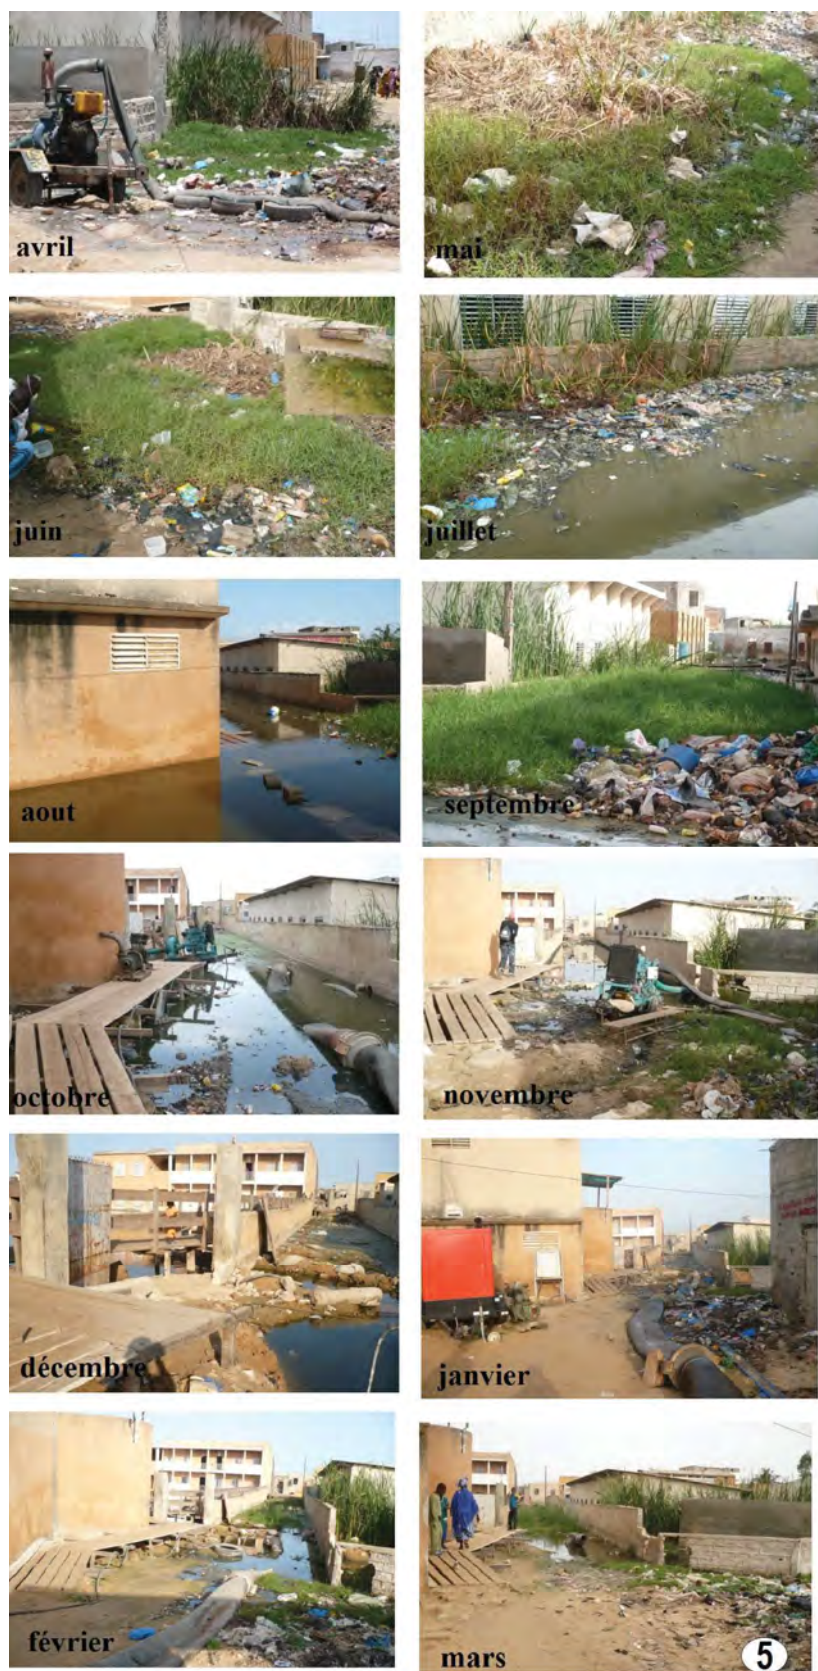 avril
mai
juin
juillet
aout
septembre
octobre
novembre
décembre
janvier
février
mars
5